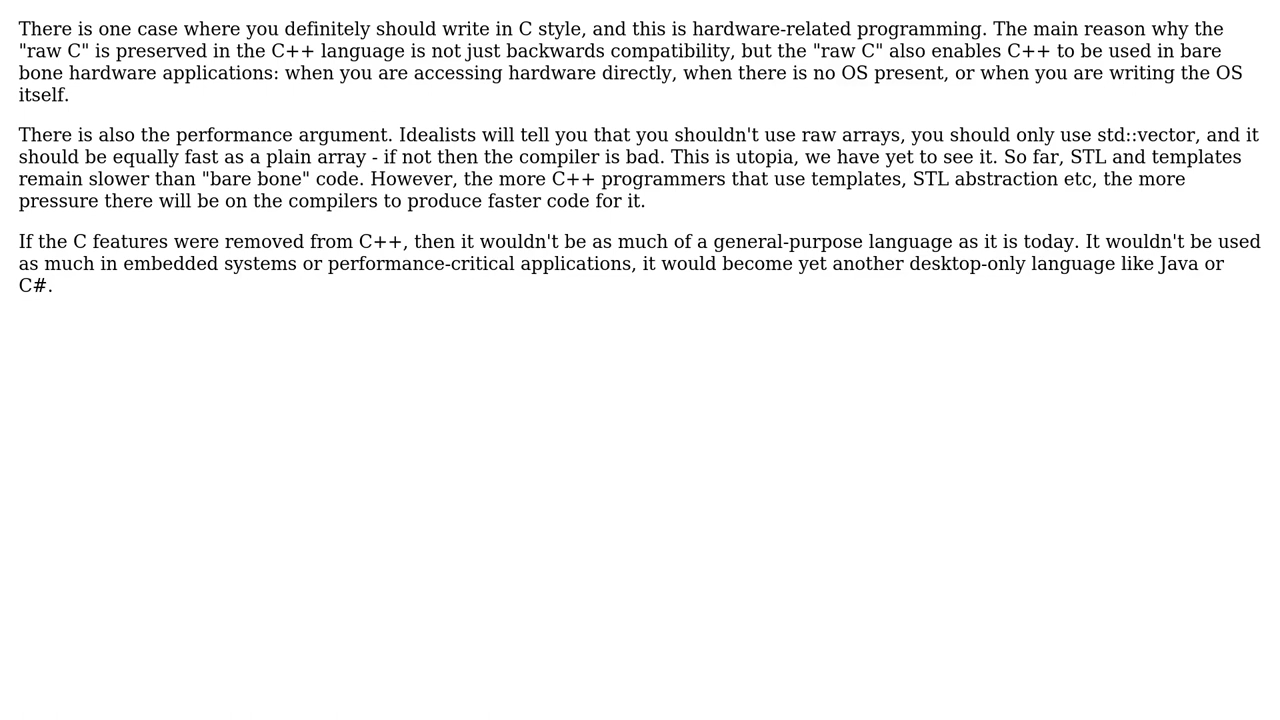 There is one case where you definitely should write in C style, and this is hardware-related programming. The main reason why the
"raw C" is preserved in the C++ language is not just backwards compatibility, but the "raw C" also enables C++ to be used in bare
bone hardware applications: when you are accessing hardware directly, when there is no OS present, or when you are writing the OS
itself.
There is also the performance argument. Idealists will tell you that you shouldn't use raw arrays, you should only use std::vector, and it
should be equally fast as a plain array - if not then the compiler is bad. This is utopia, we have yet to see it. So far, STL and templates
remain slower than "bare bone" code. However, the more C++ programmers that use templates, STL abstraction etc, the more
pressure there will be on the compilers to produce faster code for it.
If the C features were removed from C++, then it wouldn't be as much of a general-purpose language as it is today. It wouldn't be used
as much in embedded systems or performance-critical applications, it would become yet another desktop-only language like Java or
C#.